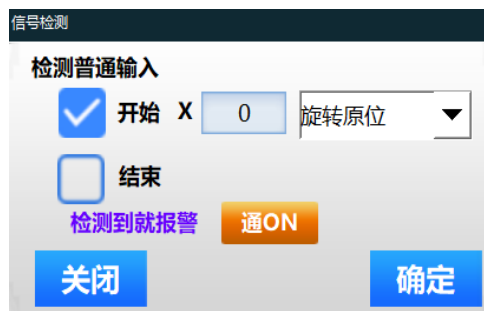 信号检测
检测普通输入
开始 X 0 旋转原位
结束
检测到就报警 通ON
关闭 确定